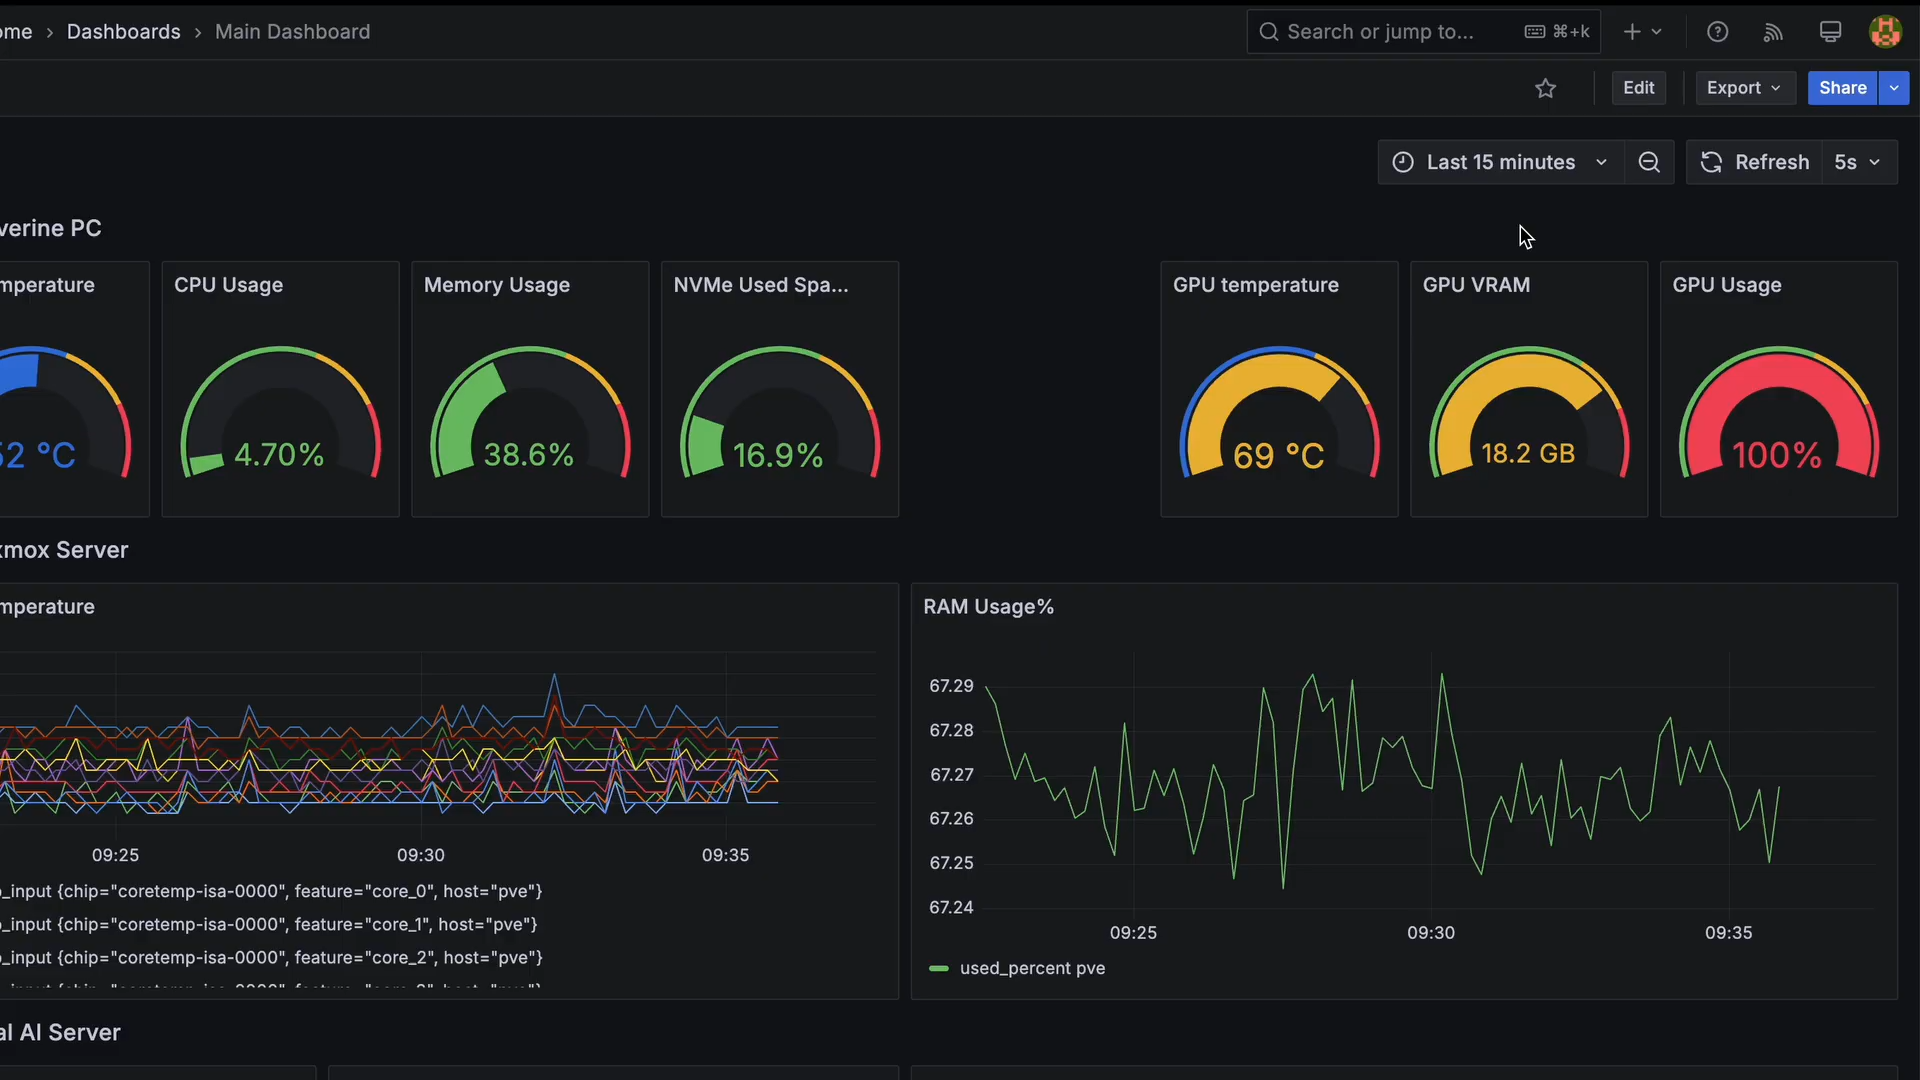 ome › Dashboards › Main Dashboard
Search or jump to... ⌘+k
Edit Export Share
Last 15 minutes Refresh 5s
verine PC
mperature CPU Usage Memory Usage NVMe Used Spa... GPU temperature GPU VRAM GPU Usage
52 °C 4.70% 38.6% 16.9% 69 °C 18.2 GB 100%
xmox Server
mperature
09:25 09:30 09:35
_input {chip="coretemp-isa-0000", feature="core_0", host="pve"}
_input {chip="coretemp-isa-0000", feature="core_1", host="pve"}
_input {chip="coretemp-isa-0000", feature="core_2", host="pve"}
RAM Usage%
67.29
67.28
67.27
67.26
67.25
67.24
09:25 09:30 09:35
used_percent pve
al AI Server